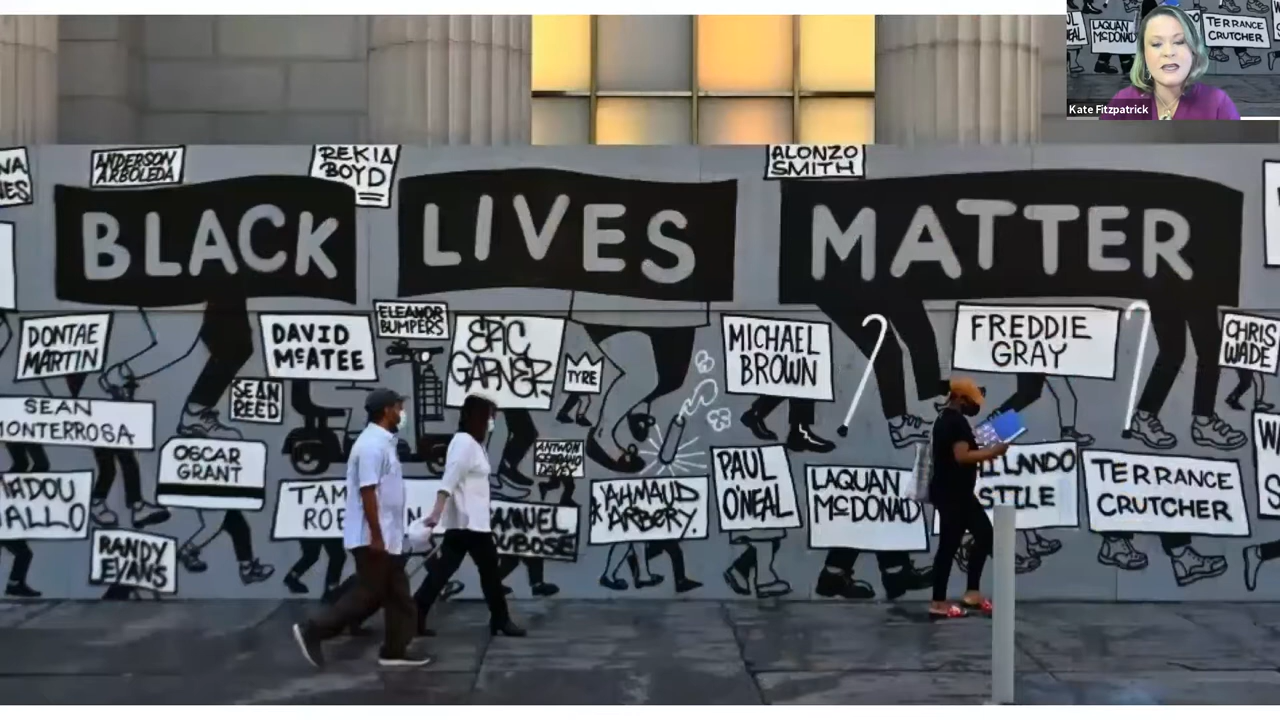 LAQUAN
McDONALD
TERRANCE
CRUTCHER
Kate Fitzpatrick
ANDERSON
ARBOLEDA
REKIA
BOYD
ALONZO
SMITH
BLACK LIVES MATTER
DONTAE
MARTIN
DAVID
McATEE
ELEANOR
BUMPERS
ERIC
GARNER
TYRE
MICHAEL
BROWN
FREDDIE
GRAY
CHRIS
WADE
SEAN
REED
SEAN
MONTERROSA
OSCAR
GRANT
ANTWON
PAUL
O'NEAL
LAQUAN
McDONALD
TERRANCE
CRUTCHER
AHMAUD
ARBERY.
RANDY
EVANS